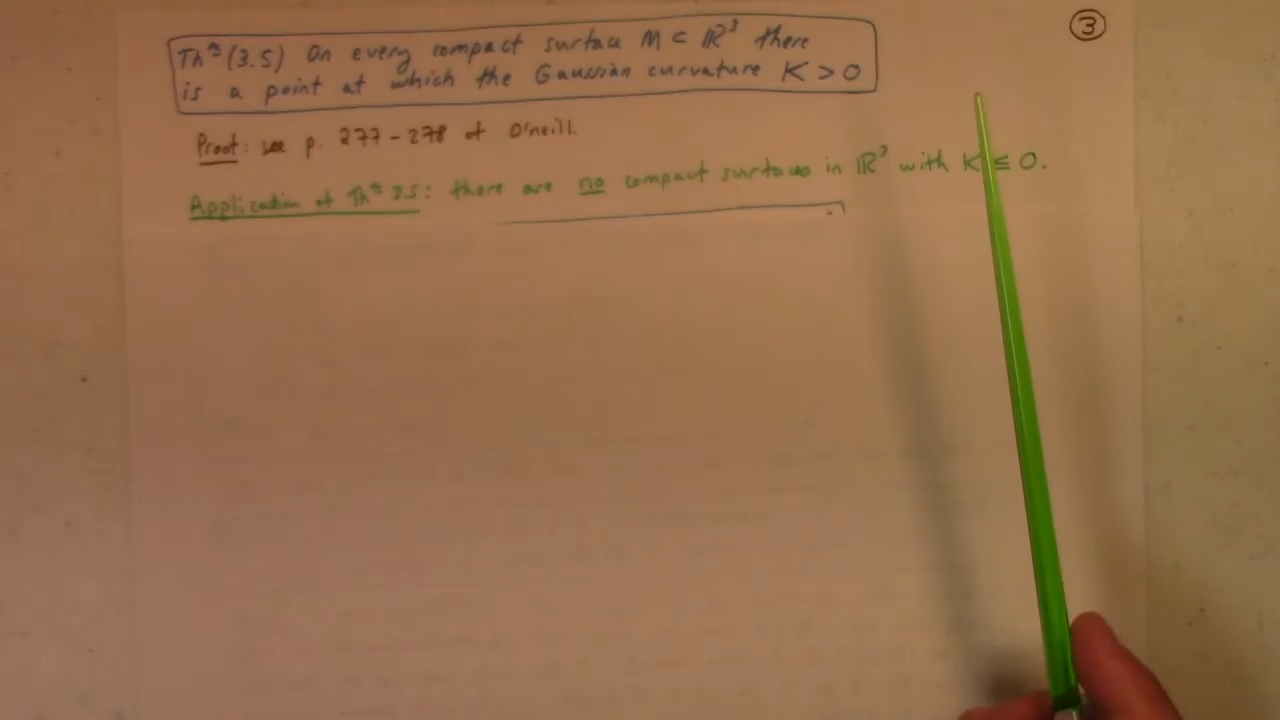 ③
Thᵐ (3.5) On every compact surface M ⊂ ℝ³ there
is a point at which the Gaussian curvature K > 0
Proof: see p. 277-278 of O'neill.
Application of Thᵐ 3.5: there are no compact surfaces in ℝ³ with K ≤ 0.